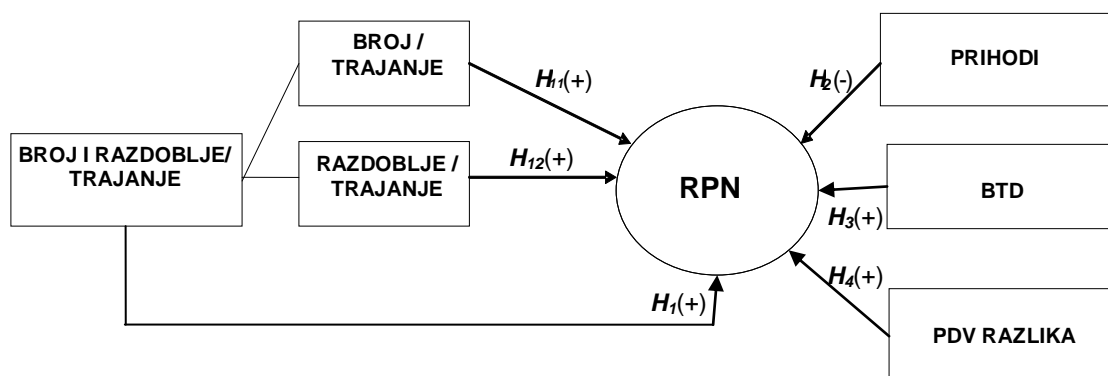 BROJ /
TRAJANJE
H11(+)
H2(-)
PRIHODI
BROJ I RAZDOBLJE/
TRAJANJE
RAZDOBLJE /
TRAJANJE
H12(+)
RPN
BTD
H3(+)
H4(+)
H1(+)
PDV RAZLIKA